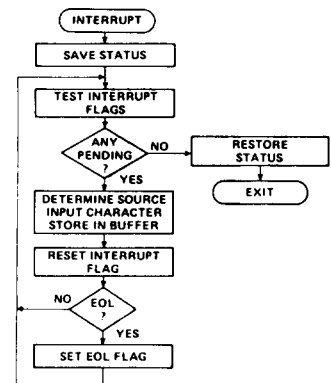 INTERRUPT
SAVE STATUS
TEST INTERRUPT
FLAGS
ANY
PENDING
?
NO
RESTORE
STATUS
EXIT
YES
DETERMINE SOURCE
INPUT CHARACTER
STORE IN BUFFER
RESET INTERRUPT
FLAG
NO
EOL
?
YES
SET EOL FLAG